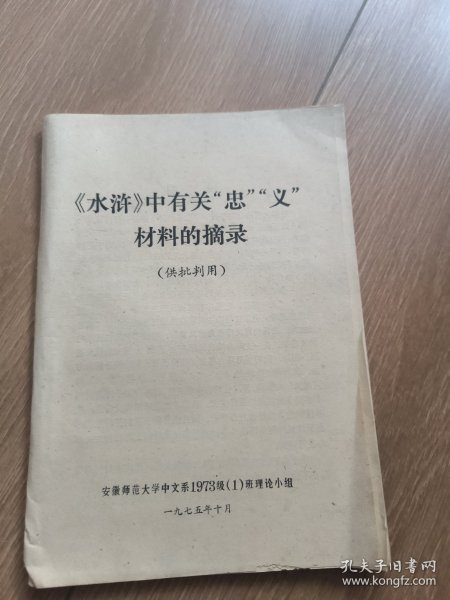 《水浒》中有关“忠”“义”
材料的摘录
(供批判用)
安徽师范大学中文系1973级(1)班理论小组
一九七五年十月
孔夫子旧书网
www.kongfz.com